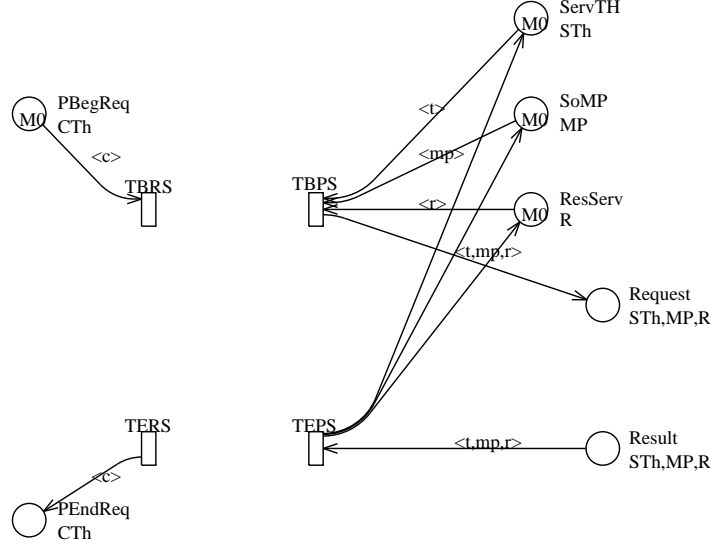 ServTH
M0
STh
PBegReq
M0
CTh
<t>
SoMP
M0
MP
<c>
<mp>
TBRS
TBPS
<r>
ResServ
M0
R
<t,mp,r>
Request
STh,MP,R
TERS
TEPS
<t,mp,r>
Result
STh,MP,R
<c>
PEndReq
CTh